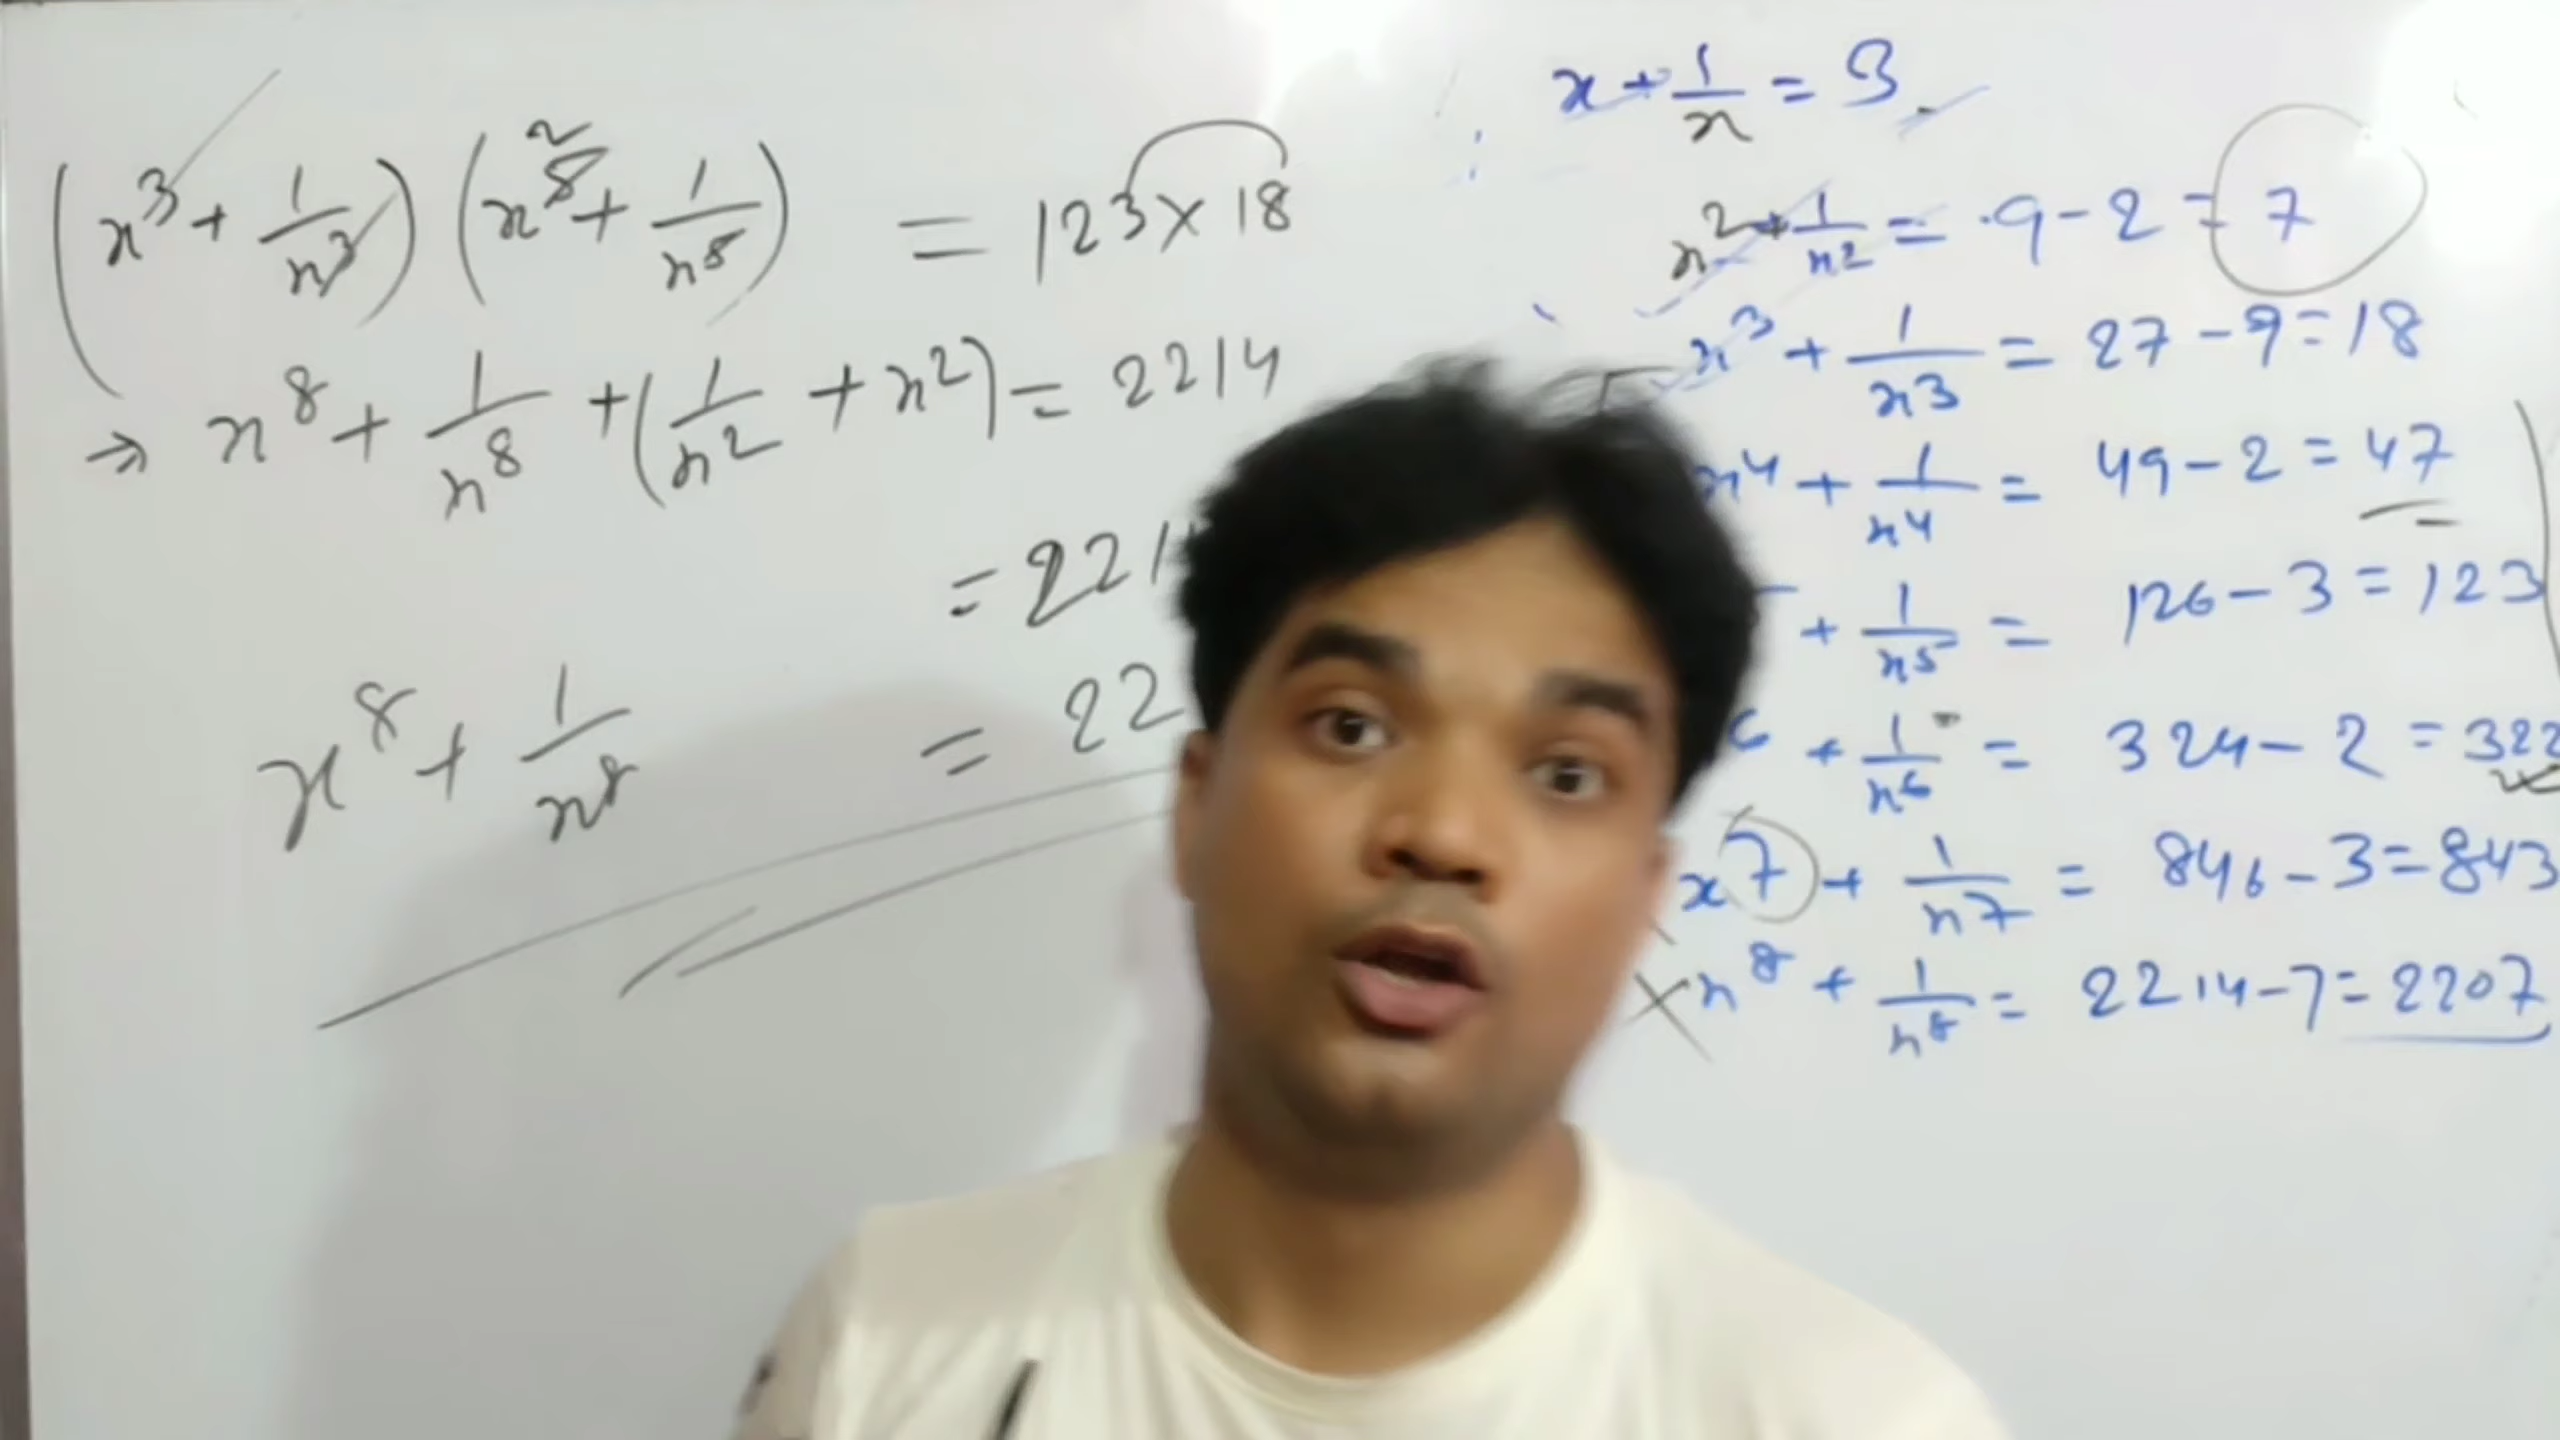 (x³ + 1/x³) (x⁵ + 1/x⁵) = 123 × 18
2
→ x⁸ + 1/x⁸ + (1/x² + x²) = 2214
= 221
x⁸ + 1/x⁸ = 22
x + 1/x = 3
x² + 1/x² = 9 - 2 = 7
x³ + 1/x³ = 27 - 9 = 18
x⁴ + 1/x⁴ = 49 - 2 = 47
+ 1/x⁵ = 126 - 3 = 123
⁶ + 1/x⁶ = 324 - 2 = 322
x⁷ + 1/x⁷ = 846 - 3 = 843
x⁸ + 1/x⁸ = 2214 - 7 = 2207